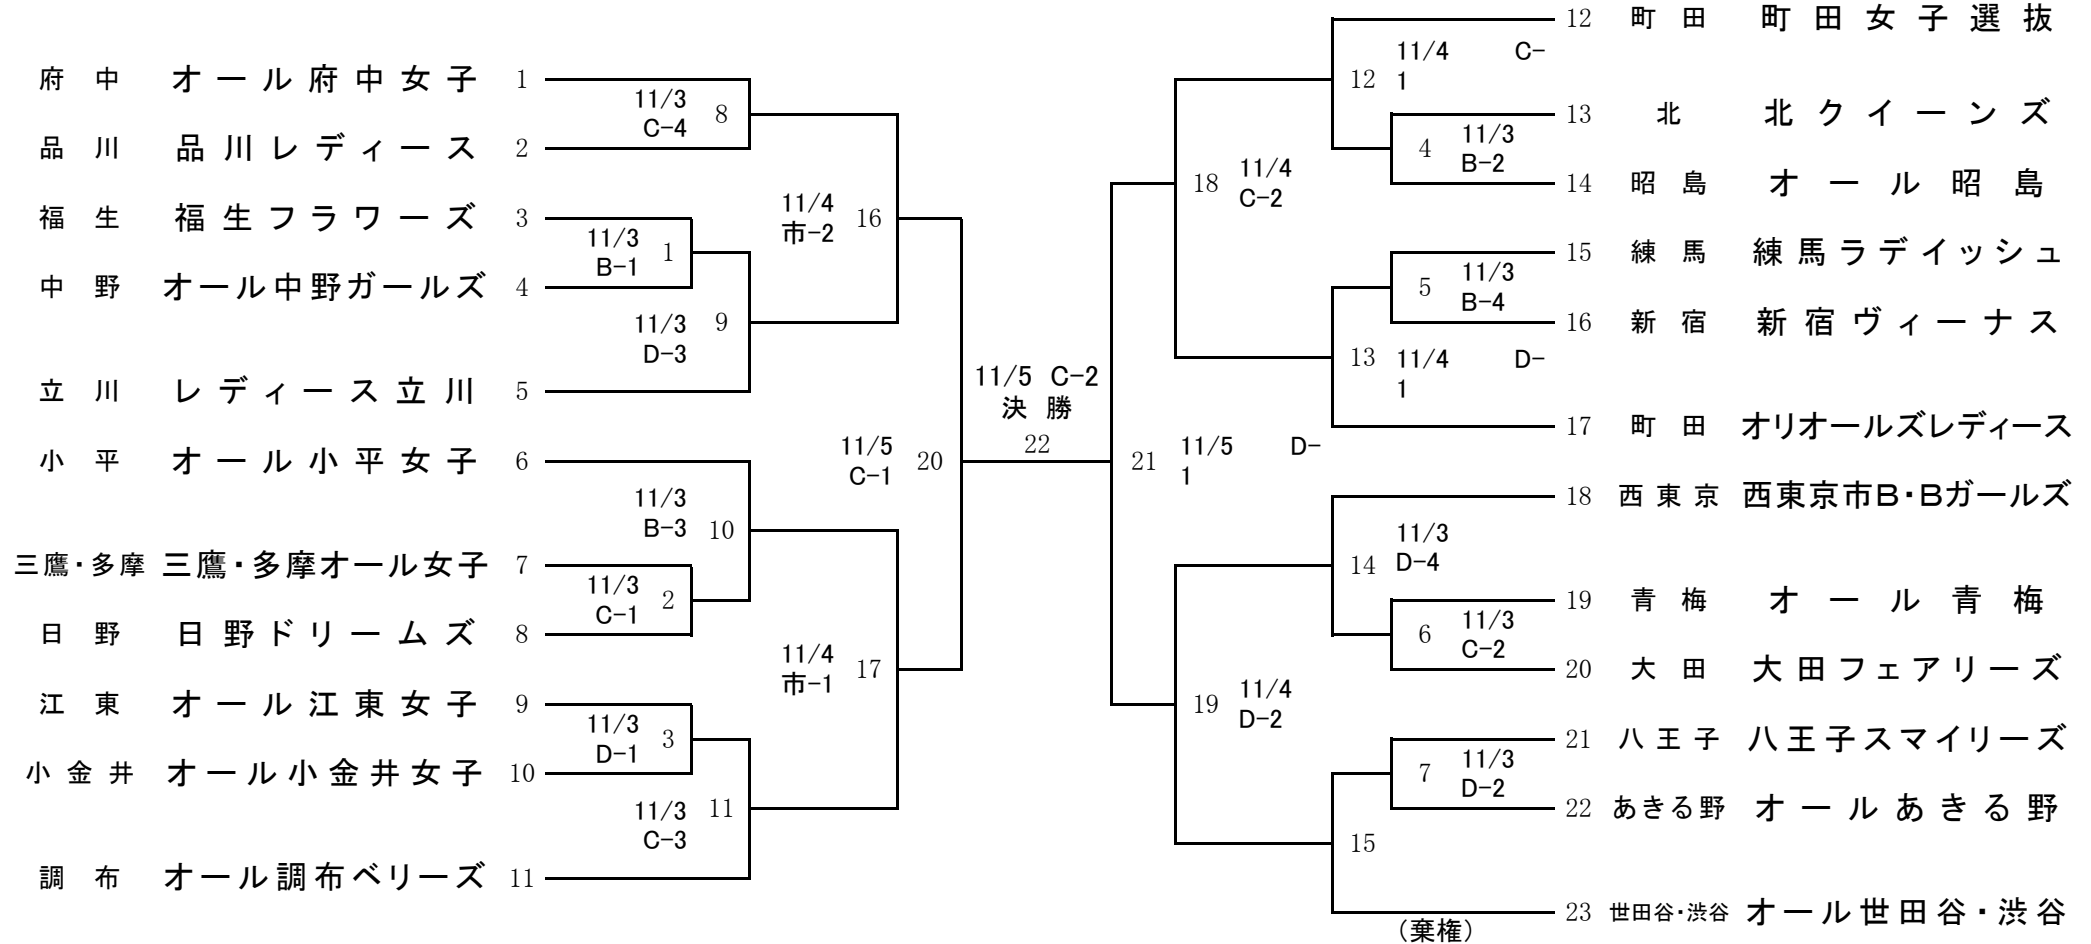 府中 オール府中女子 1
11/3
C-4
8
品川 品川レディース 2
福生 福生フラワーズ 3
11/3
B-1
1
中野 オール中野ガールズ 4
11/3
D-3
9
立川 レディース立川 5
11/4
市-2
16
小平 オール小平女子 6
11/3
B-3
10
三鷹・多摩 三鷹・多摩オール女子 7
11/3
C-1
2
日野 日野ドリームズ 8
11/4
市-1
17
江東 オール江東女子 9
11/3
D-1
3
小金井 オール小金井女子 10
11/3
C-3
11
調布 オール調布ベリーズ 11
11/5
C-1
20
11/5 C-2
決勝
22
21 11/5 D-
1
12 町田 町田女子選抜
12 11/4 C-
1
13 北 北クイーンズ
4 11/3
B-2
14 昭島 オール昭島
18 11/4
C-2
15 練馬 練馬ラデイッシュ
5 11/3
B-4
16 新宿 新宿ヴィーナス
13 11/4 D-
1
17 町田 オリオールズレディース
18 西東京 西東京市B・Bガールズ
14 11/3
D-4
19 青梅 オール青梅
6 11/3
C-2
20 大田 大田フェアリーズ
19 11/4
D-2
21 八王子 八王子スマイリーズ
7 11/3
D-2
22 あきる野 オールあきる野
15
23 世田谷・渋谷 オール世田谷・渋谷
（棄権）